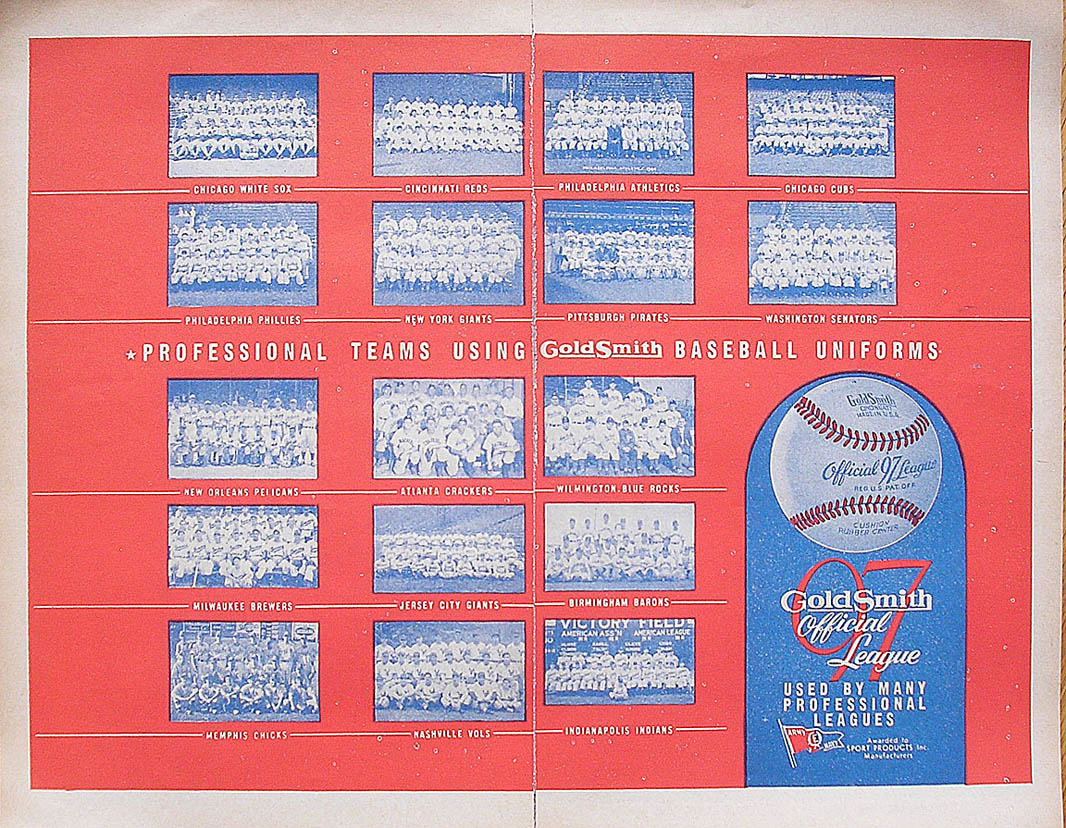 CHICAGO WHITE SOX
CINCINNATI REDS
PHILADELPHIA ATHLETICS
CHICAGO CUBS
PHILADELPHIA PHILLIES
NEW YORK GIANTS
PITTSBURGH PIRATES
WASHINGTON SENATORS
★PROFESSIONAL TEAMS USING GoldSmith BASEBALL UNIFORMS
NEW ORLEANS PELICANS
ATLANTA CRACKERS
WILMINGTON BLUE ROCKS
MILWAUKEE BREWERS
JERSEY CITY GIANTS
BIRMINGHAM BARONS
VICTORY FIELD
AMERICAN ASS'N AMERICAN LEAGUE
MEMPHIS CHICKS
NASHVILLE VOLS
INDIANAPOLIS INDIANS
GoldSmith
CINCINNATI
MADE IN U.S.A.
Official 97 League
REG. U.S. PAT. OFF.
CUSHION
RUBBER CENTER
97
GoldSmith
Official
League
USED BY MANY
PROFESSIONAL
LEAGUES
ARMY E NAVY
Awarded to
SPORT PRODUCTS Inc.
Manufacturers